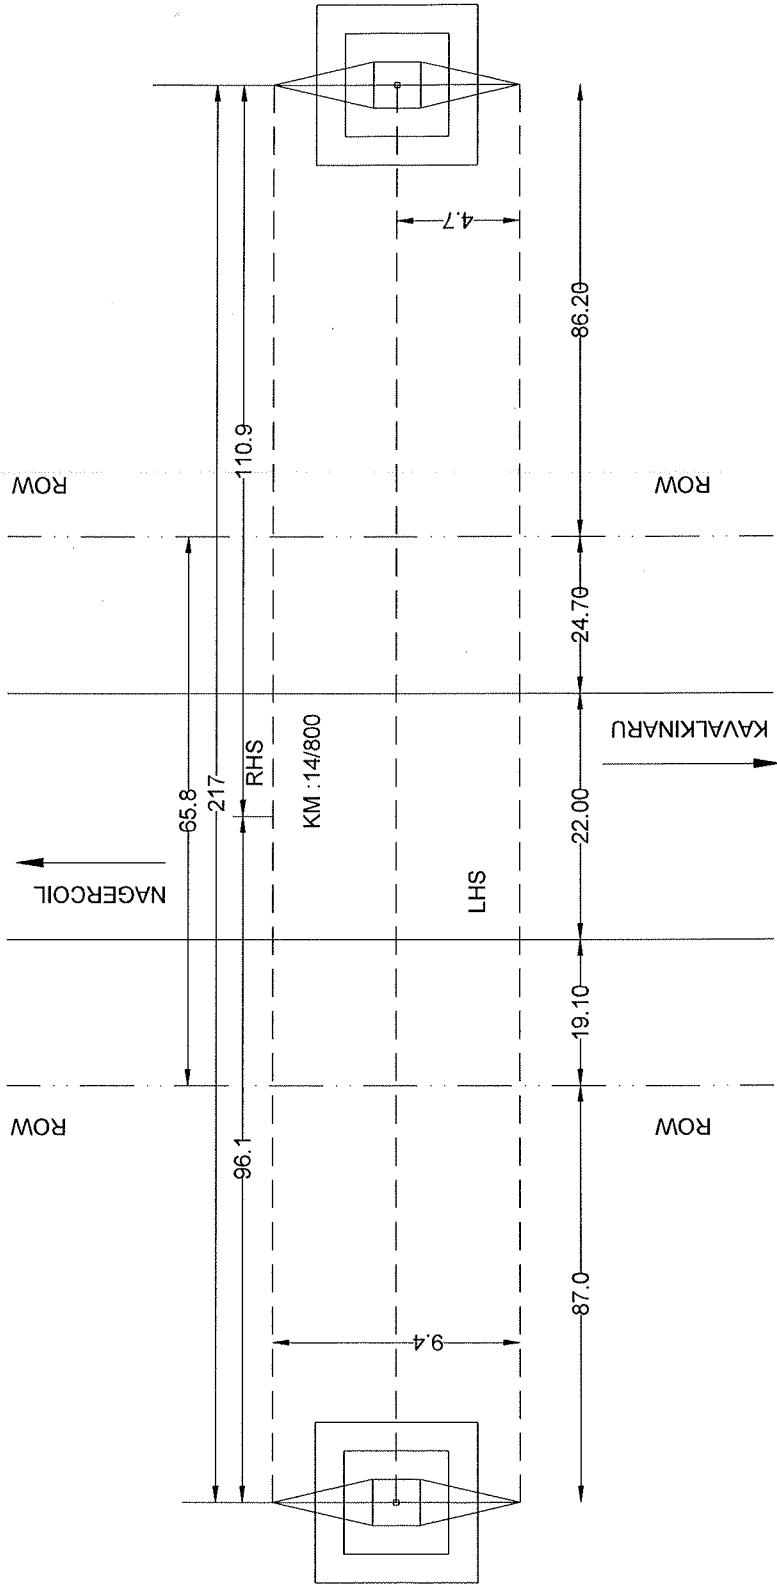 ROW
ROW
NAGERCOIL
65.8
217
96.1
110.9
RHS
KM :14/800
LHS
9.4
4.7
87.0
19.10
22.00
24.70
86.20
KAVALKINARU
ROW
ROW